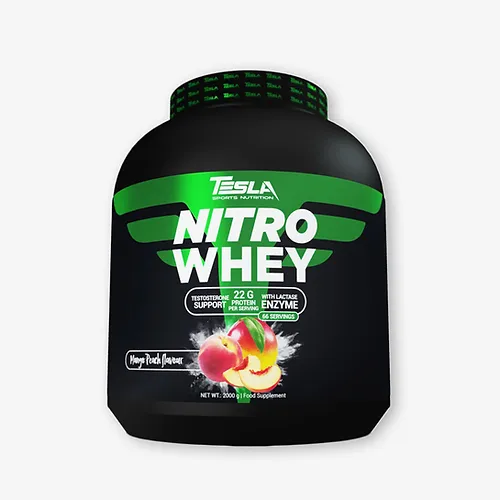 TESLA
SPORTS NUTRITION
NITRO
WHEY
TESTOSTERONE
SUPPORT
22 G
PROTEIN
PER SERVING
WITH LACTASE
ENZYME
66 SERVINGS
Mango Peach Flavour
NET WT.: 2000 g | Food Supplement